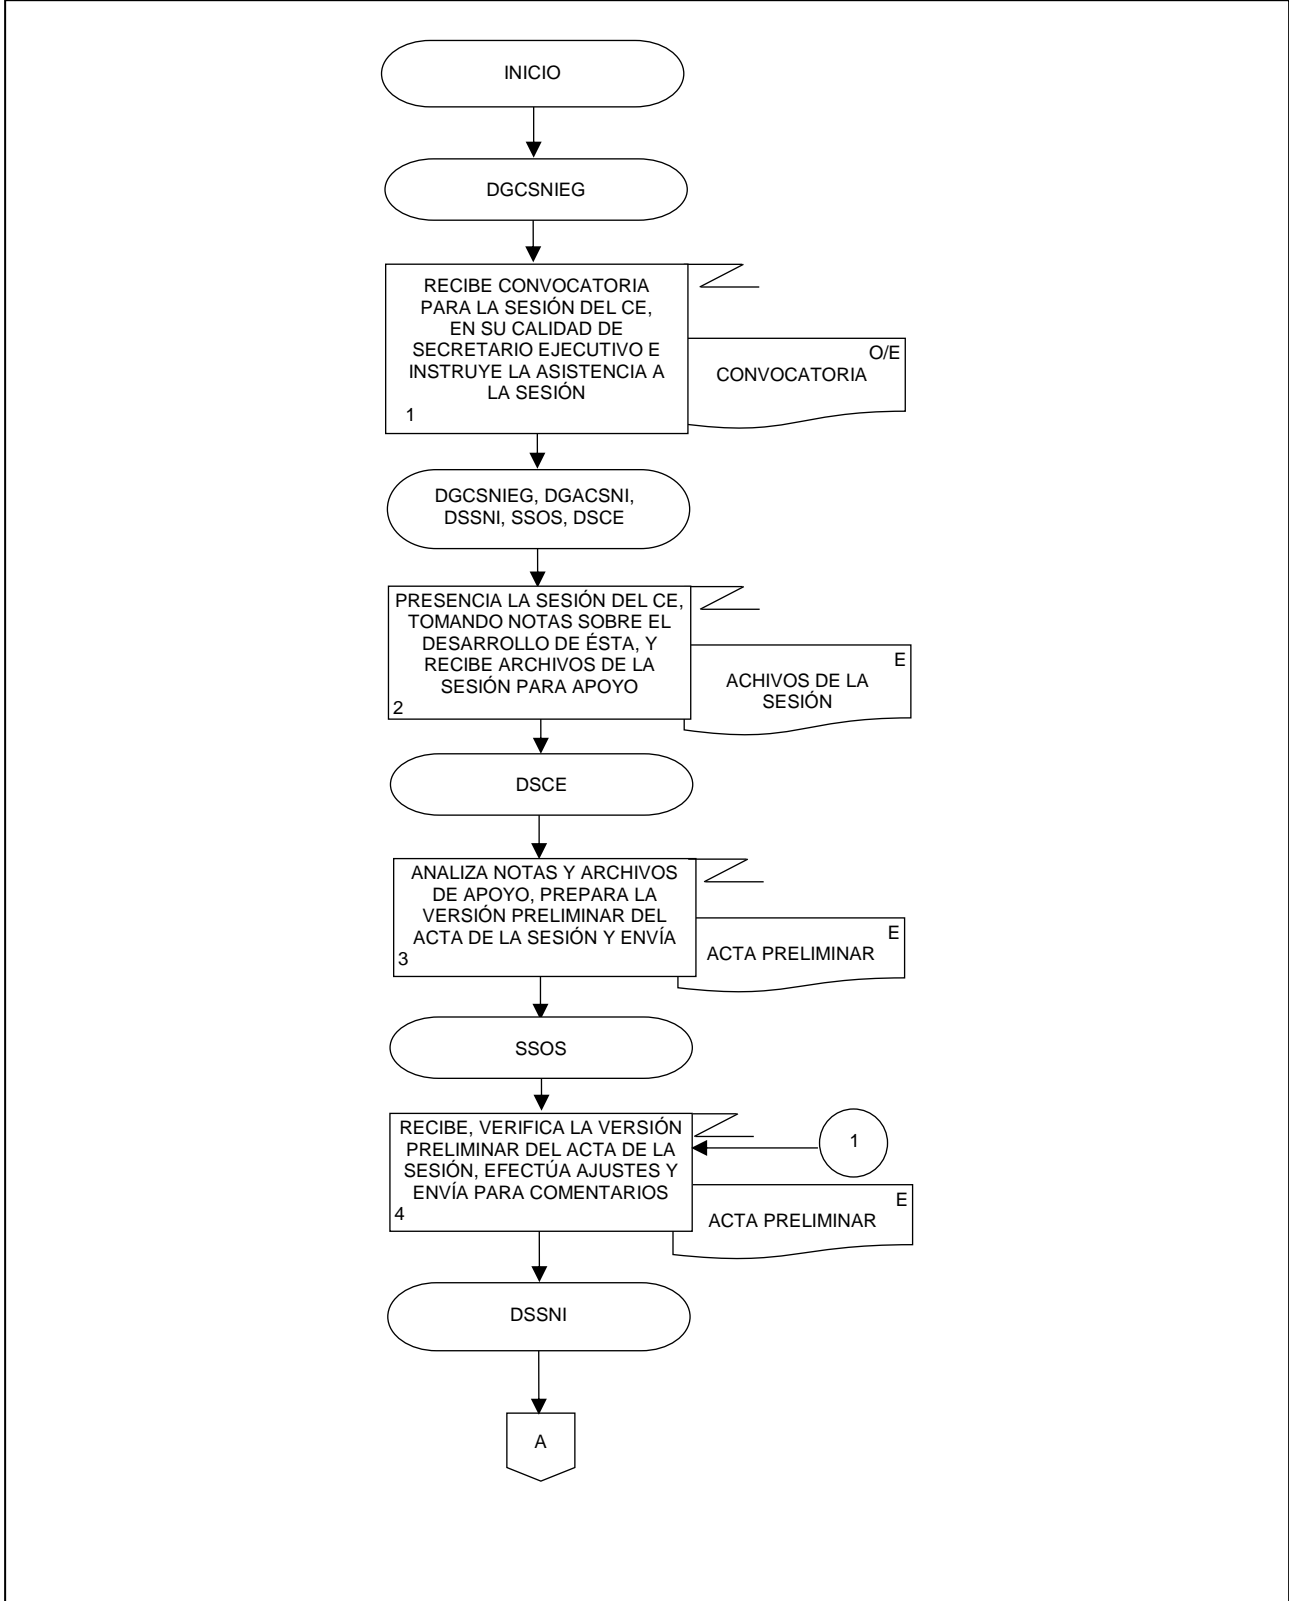 INICIO
DGCSNIEG
RECIBE CONVOCATORIA
PARA LA SESIÓN DEL CE,
EN SU CALIDAD DE
SECRETARIO EJECUTIVO E
INSTRUYE LA ASISTENCIA A
LA SESIÓN
1
O/E
CONVOCATORIA
DGCSNIEG, DGACSNI,
DSSNI, SSOS, DSCE
PRESENCIA LA SESIÓN DEL CE,
TOMANDO NOTAS SOBRE EL
DESARROLLO DE ÉSTA, Y
RECIBE ARCHIVOS DE LA
SESIÓN PARA APOYO
2
E
ACHIVOS DE LA
SESIÓN
DSCE
ANALIZA NOTAS Y ARCHIVOS
DE APOYO, PREPARA LA
VERSIÓN PRELIMINAR DEL
ACTA DE LA SESIÓN Y ENVÍA
3
E
ACTA PRELIMINAR
SSOS
RECIBE, VERIFICA LA VERSIÓN
PRELIMINAR DEL ACTA DE LA
SESIÓN, EFECTÚA AJUSTES Y
ENVÍA PARA COMENTARIOS
4
1
E
ACTA PRELIMINAR
DSSNI
A